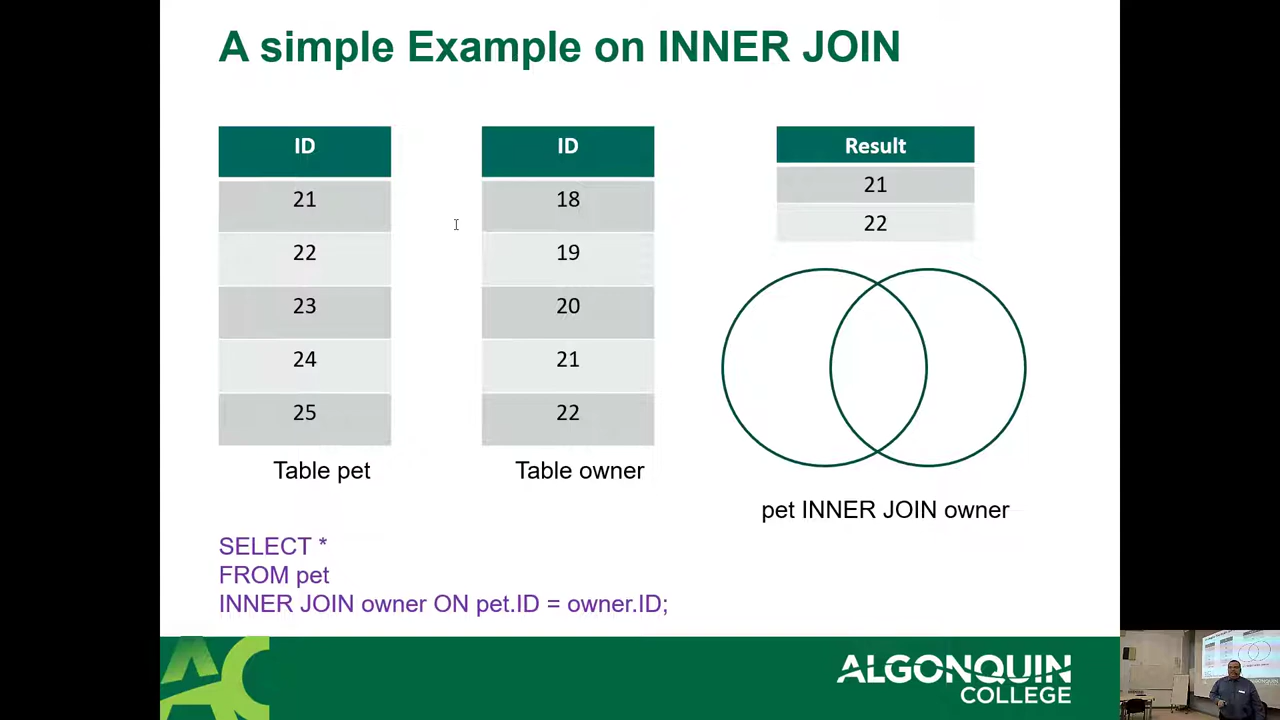 A simple Example on INNER JOIN
ID
21
22
23
24
25
Table pet
ID
18
19
20
21
22
Table owner
Result
21
22
pet INNER JOIN owner
SELECT *
FROM pet
INNER JOIN owner ON pet.ID = owner.ID;
AC
ALGONQUIN
COLLEGE